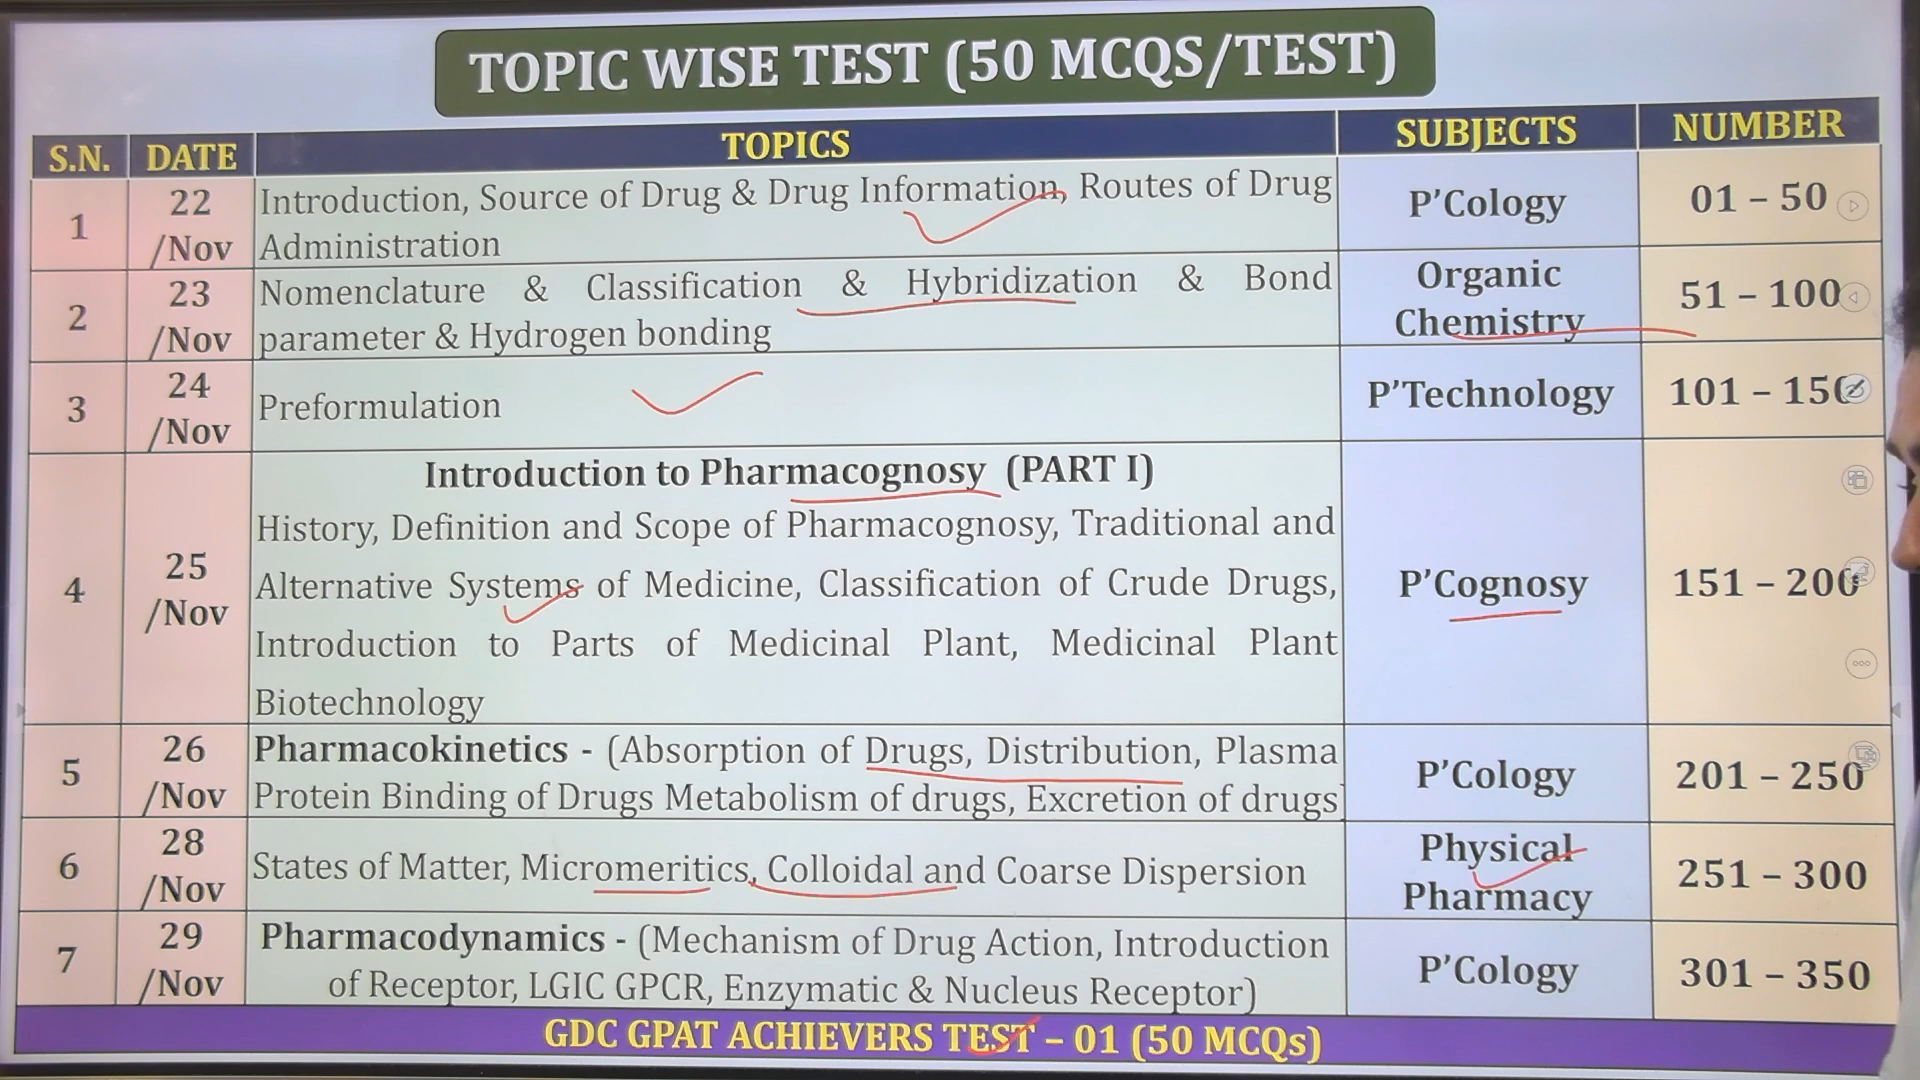 TOPIC WISE TEST (50 MCQS/TEST)
S.N. DATE TOPICS SUBJECTS NUMBER
1 22 /Nov Introduction, Source of Drug & Drug Information, Routes of Drug
Administration P'Cology 01 – 50
2 23 /Nov Nomenclature & Classification & Hybridization & Bond
parameter & Hydrogen bonding Organic Chemistry 51 – 100
3 24 /Nov Preformulation P'Technology 101 – 150
Introduction to Pharmacognosy (PART I)
4 25 /Nov History, Definition and Scope of Pharmacognosy, Traditional and
Alternative Systems of Medicine, Classification of Crude Drugs,
Introduction to Parts of Medicinal Plant, Medicinal Plant
Biotechnology P'Cognosy 151 – 200
5 26 /Nov Pharmacokinetics - (Absorption of Drugs, Distribution, Plasma
Protein Binding of Drugs Metabolism of drugs, Excretion of drugs) P'Cology 201 – 250
6 28 /Nov States of Matter, Micromeritics, Colloidal and Coarse Dispersion Physical Pharmacy 251 – 300
7 29 /Nov Pharmacodynamics - (Mechanism of Drug Action, Introduction
of Receptor, LGIC GPCR, Enzymatic & Nucleus Receptor) P'Cology 301 – 350
GDC GPAT ACHIEVERS TEST – 01 (50 MCQs)